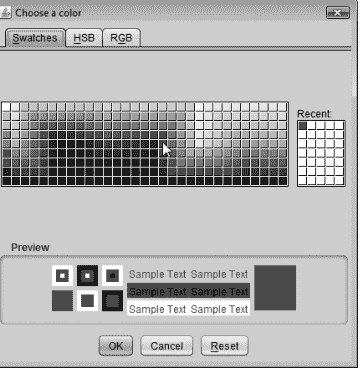 Choose a color
Swatches HSB RGB
Recent:
Preview
Sample Text Sample Text
Sample Text Sample Text
Sample Text Sample Text
OK Cancel Reset